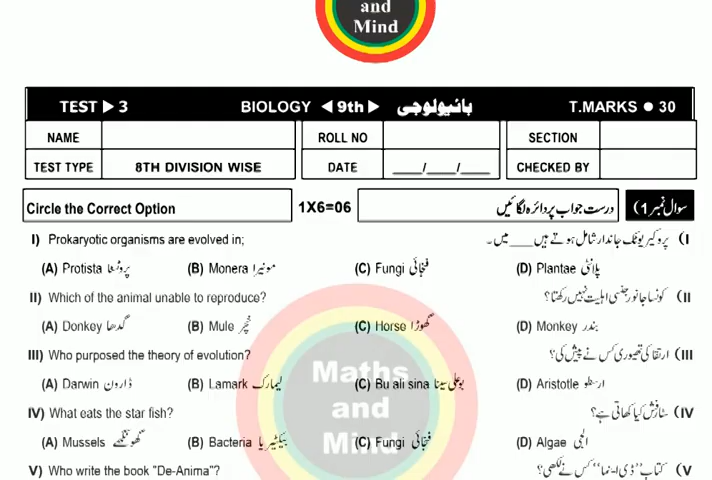 and
Mind
TEST ▶ 3 BIOLOGY ◀ 9th ▶ بائیولوجی T.MARKS ● 30
NAME ROLL NO SECTION
TEST TYPE 8TH DIVISION WISE DATE ___/___/___ CHECKED BY
Circle the Correct Option 1X6=06 درست جواب پر دائرہ لگائیں سوال نمبر 1)
I) Prokaryotic organisms are evolved in; پروکیریوٹک جاندار شامل ہوتے ہیں ___ میں۔ (I
(A) Protista پروٹسٹا (B) Monera مونیرا (C) Fungi فنجائی (D) Plantae پلانٹی
II) Which of the animal unable to reproduce? کونسا جانور جنسی اہلیت نہیں رکھتا؟ (II
(A) Donkey گدھا (B) Mule خچر (C) Horse گھوڑا (D) Monkey بندر
III) Who purposed the theory of evolution? ارتقا کی تھیوری کس نے پیش کی؟ (III
(A) Darwin ڈارون (B) Lamark لیمارک (C) Bu ali sina بوعلی سینا (D) Aristotle ارسطو
Maths
and
Mind
IV) What eats the star fish? سٹارفش کیا کھاتی ہے؟ (IV
(A) Mussels گھونگھے (B) Bacteria بیکٹیریا (C) Fungi فنجائی (D) Algae الجی
V) Who write the book "De-Anima"? کتاب ”ڈی اینما“ کس نے لکھی؟ (V